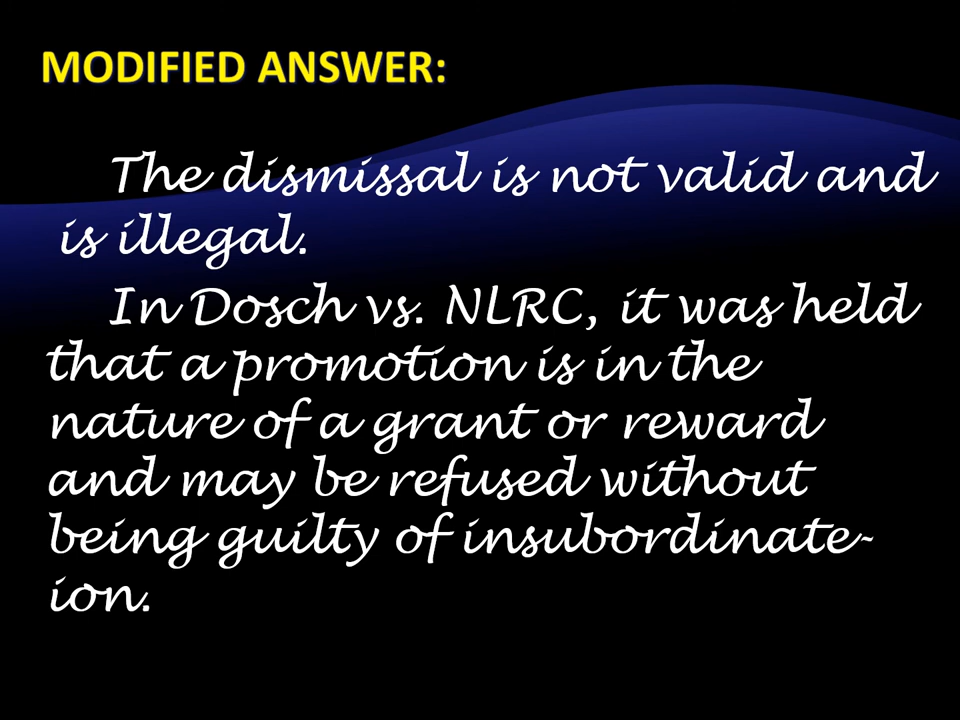 MODIFIED ANSWER:
The dismissal is not valid and
is illegal.
In Dosch vs. NLRC, it was held
that a promotion is in the
nature of a grant or reward
and may be refused without
being guilty of insubordinate-
ion.